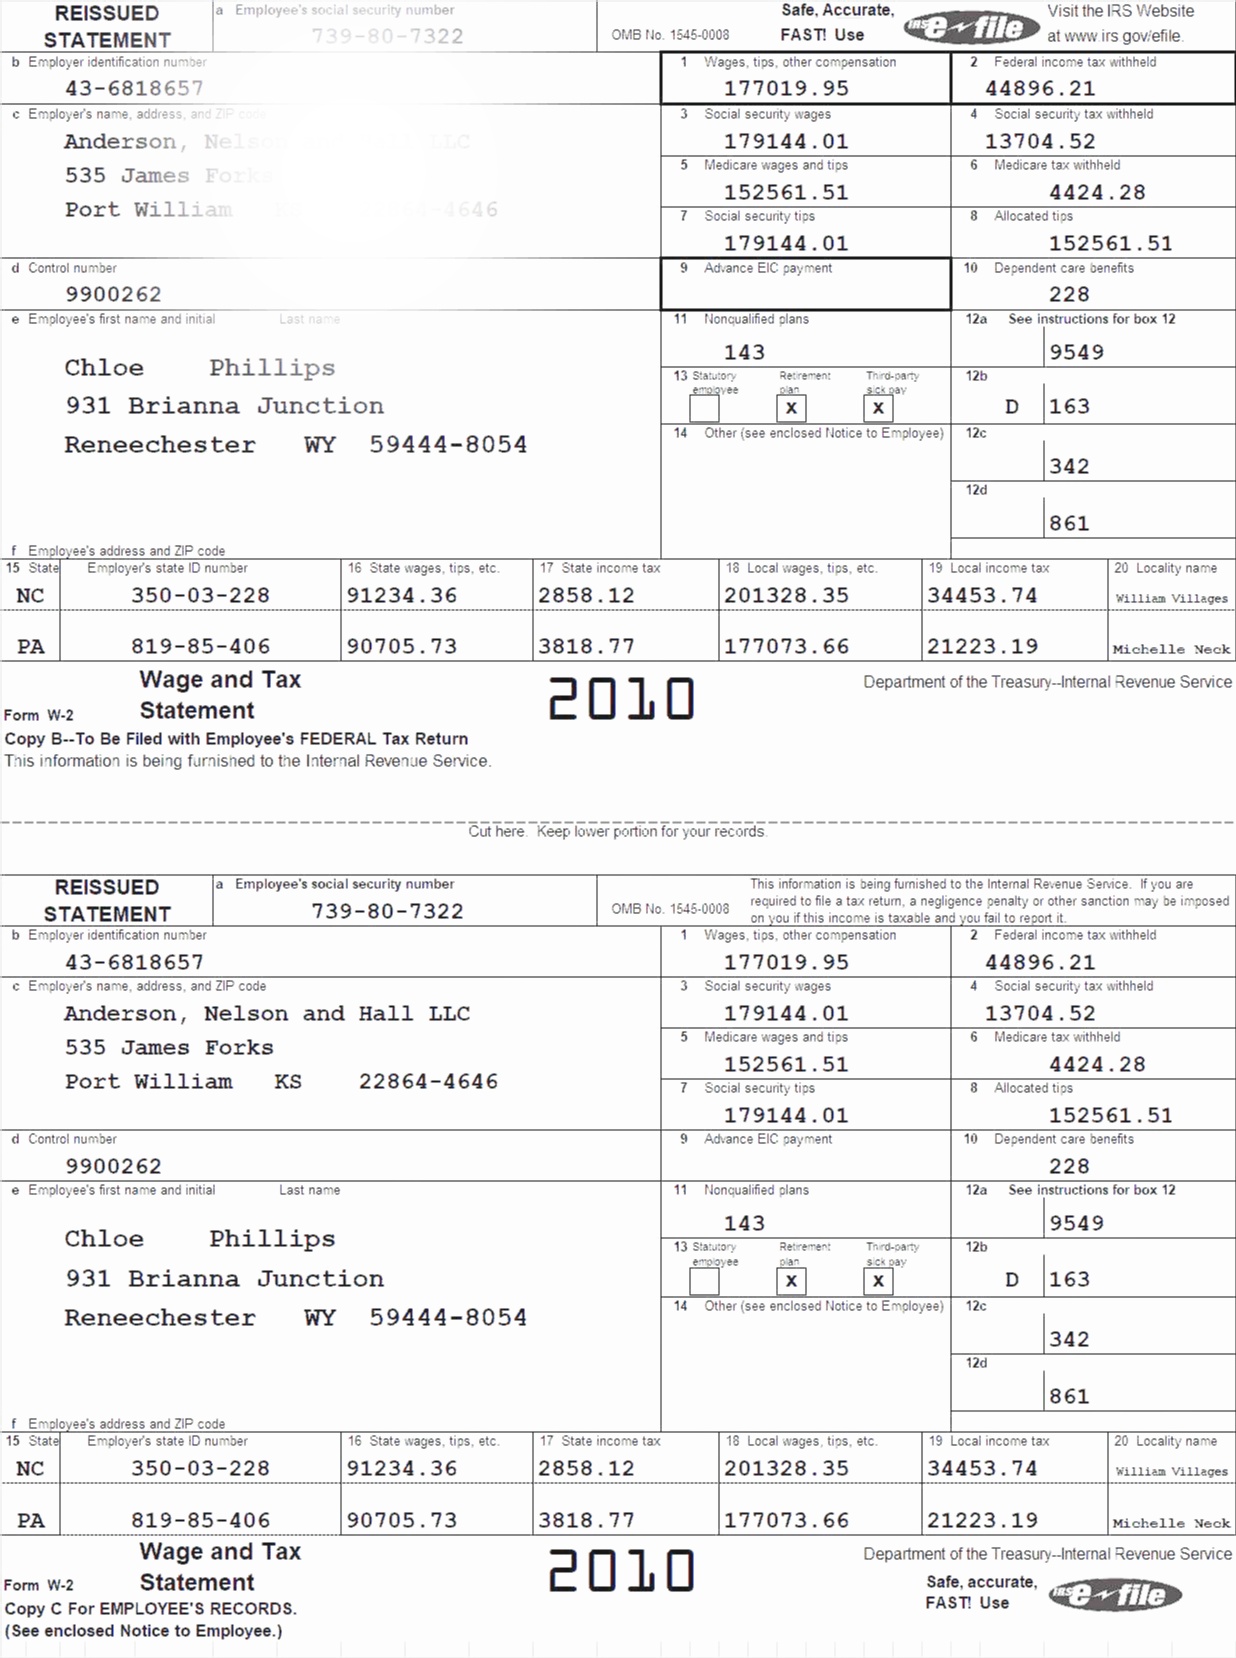 REISSUED STATEMENT
a Employee's social security number
739-80-7322
OMB No. 1545-0008
Safe, Accurate, FAST! Use
IRS e-file
Visit the IRS Website at www.irs.gov/efile.
b Employer identification number
43-6818657
1 Wages, tips, other compensation
177019.95
2 Federal income tax withheld
44896.21
c Employer's name, address, and ZIP code
Anderson, Nelson and Hall LLC
535 James Forks
Port William KS 22864-4646
3 Social security wages
179144.01
4 Social security tax withheld
13704.52
5 Medicare wages and tips
152561.51
6 Medicare tax withheld
4424.28
7 Social security tips
179144.01
8 Allocated tips
152561.51
d Control number
9900262
9 Advance EIC payment
10 Dependent care benefits
228
e Employee's first name and initial Last name
Chloe Phillips
931 Brianna Junction
Reneechester WY 59444-8054
11 Nonqualified plans
143
12a See instructions for box 12
9549
13 Statutory employee Retirement plan Third-party sick pay
X X
12b
D 163
14 Other (see enclosed Notice to Employee)
12c
342
12d
861
f Employee's address and ZIP code
15 State Employer's state ID number 16 State wages, tips, etc. 17 State income tax 18 Local wages, tips, etc. 19 Local income tax 20 Locality name
NC 350-03-228 91234.36 2858.12 201328.35 34453.74 William Villages
PA 819-85-406 90705.73 3818.77 177073.66 21223.19 Michelle Neck
Form W-2 Wage and Tax Statement
2010
Department of the Treasury--Internal Revenue Service
Copy B--To Be Filed with Employee's FEDERAL Tax Return
This information is being furnished to the Internal Revenue Service.
Cut here. Keep lower portion for your records.
REISSUED STATEMENT
a Employee's social security number
739-80-7322
OMB No. 1545-0008
This information is being furnished to the Internal Revenue Service. If you are
required to file a tax return, a negligence penalty or other sanction may be imposed
on you if this income is taxable and you fail to report it.
b Employer identification number
43-6818657
1 Wages, tips, other compensation
177019.95
2 Federal income tax withheld
44896.21
c Employer's name, address, and ZIP code
Anderson, Nelson and Hall LLC
535 James Forks
Port William KS 22864-4646
3 Social security wages
179144.01
4 Social security tax withheld
13704.52
5 Medicare wages and tips
152561.51
6 Medicare tax withheld
4424.28
7 Social security tips
179144.01
8 Allocated tips
152561.51
d Control number
9900262
9 Advance EIC payment
10 Dependent care benefits
228
e Employee's first name and initial Last name
Chloe Phillips
931 Brianna Junction
Reneechester WY 59444-8054
11 Nonqualified plans
143
12a See instructions for box 12
9549
13 Statutory employee Retirement plan Third-party sick pay
X X
12b
D 163
14 Other (see enclosed Notice to Employee)
12c
342
12d
861
f Employee's address and ZIP code
15 State Employer's state ID number 16 State wages, tips, etc. 17 State income tax 18 Local wages, tips, etc. 19 Local income tax 20 Locality name
NC 350-03-228 91234.36 2858.12 201328.35 34453.74 William Villages
PA 819-85-406 90705.73 3818.77 177073.66 21223.19 Michelle Neck
Form W-2 Wage and Tax Statement
2010
Department of the Treasury--Internal Revenue Service
Safe, accurate, FAST! Use
IRS e-file
Copy C For EMPLOYEE'S RECORDS.
(See enclosed Notice to Employee.)